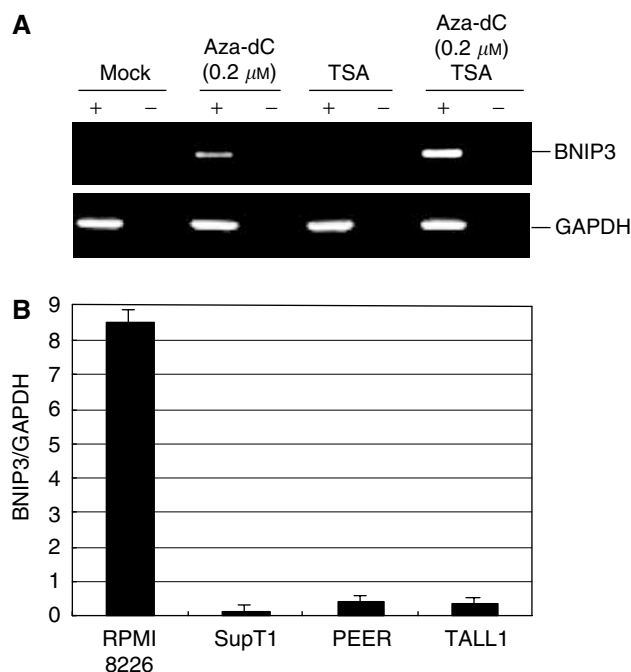 A
Mock
Aza-dC
(0.2 μM)
TSA
Aza-dC
(0.2 μM)
TSA
+ − + − + − + −
BNIP3
GAPDH
B
BNIP3/GAPDH
9
8
7
6
5
4
3
2
1
0
RPMI
8226
SupT1
PEER
TALL1